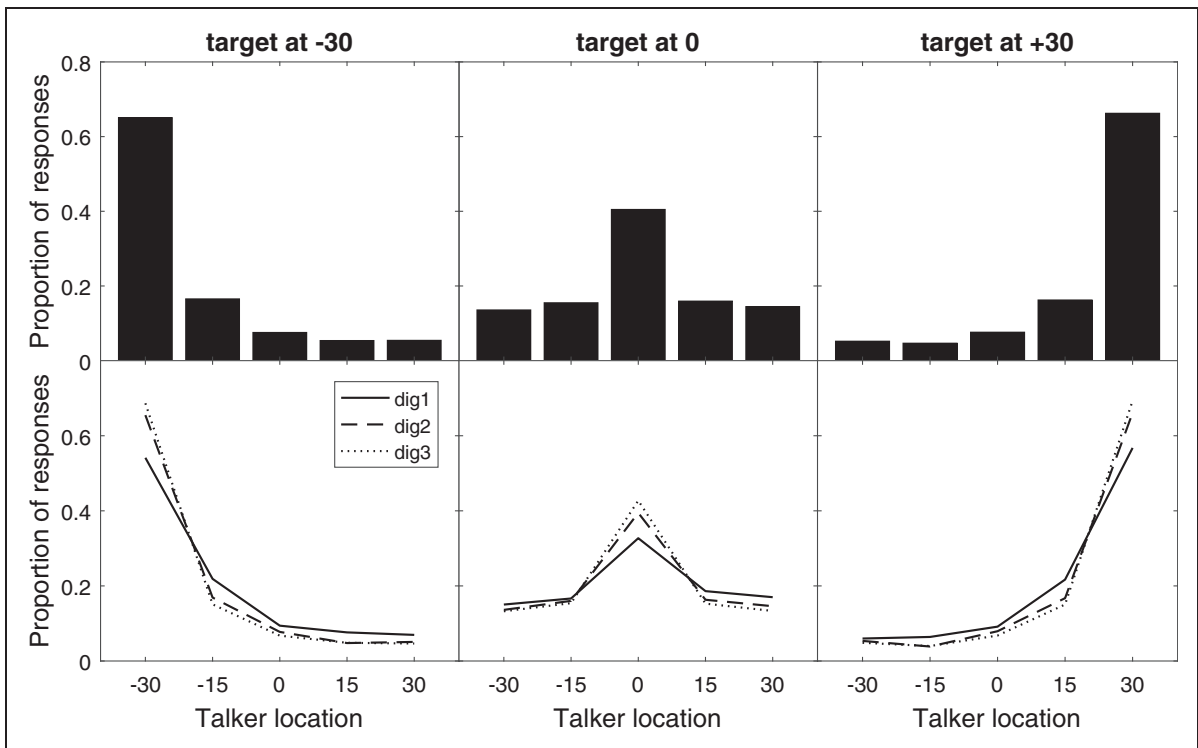 target at -30
target at 0
target at +30
Proportion of responses
0.8
0.6
0.4
0.2
0
Proportion of responses
0.6
0.4
0.2
0
dig1
dig2
dig3
-30 -15 0 15 30
-30 -15 0 15 30
-30 -15 0 15 30
Talker location
Talker location
Talker location